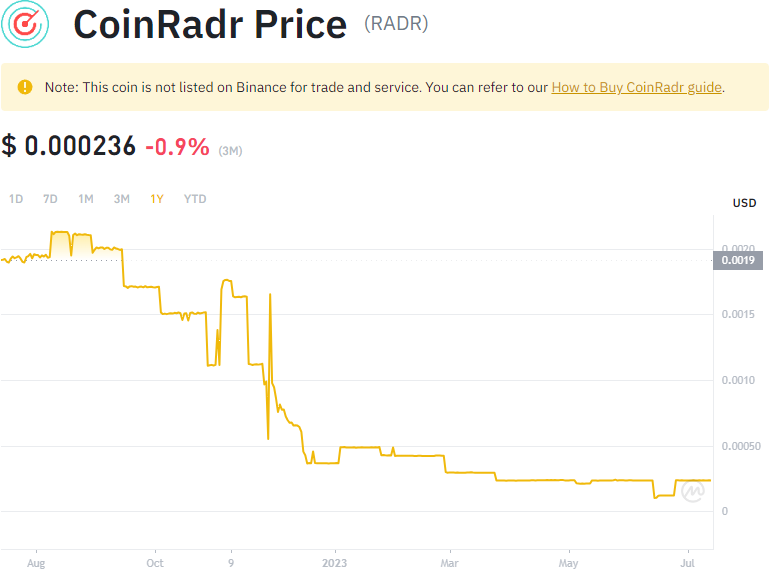 CoinRadr Price (RADR)
Note: This coin is not listed on Binance for trade and service. You can refer to our How to Buy CoinRadr guide.
$ 0.000236 -0.9% (3M)
1D 7D 1M 3M 1Y YTD
USD
0.0020
0.0019
0.0015
0.0010
0.00050
0
Aug Oct 9 2023 Mar May Jul